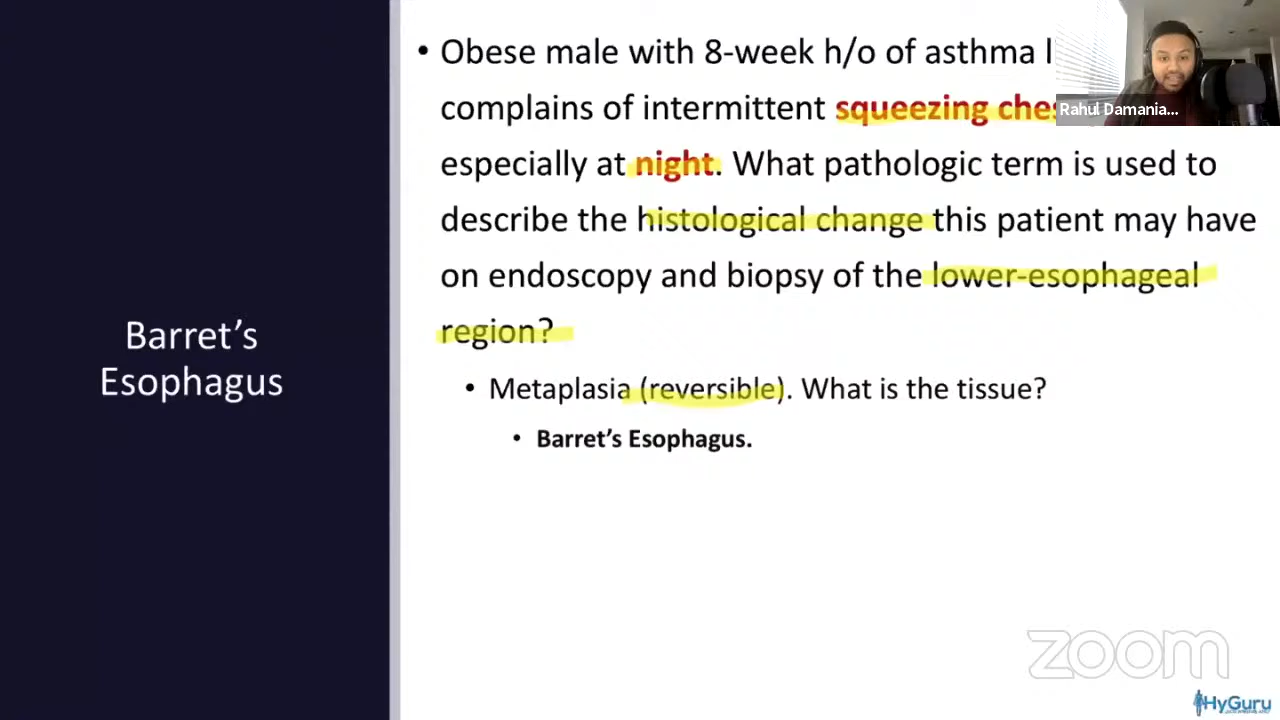 • Obese male with 8-week h/o of asthma
complains of intermittent squeezing
especially at night. What pathologic term is used to
describe the histological change this patient may have
on endoscopy and biopsy of the lower-esophageal
region?
• Metaplasia (reversible). What is the tissue?
• Barret’s Esophagus.
Barret’s
Esophagus
Rahul Damania...
zoom
HyGuru